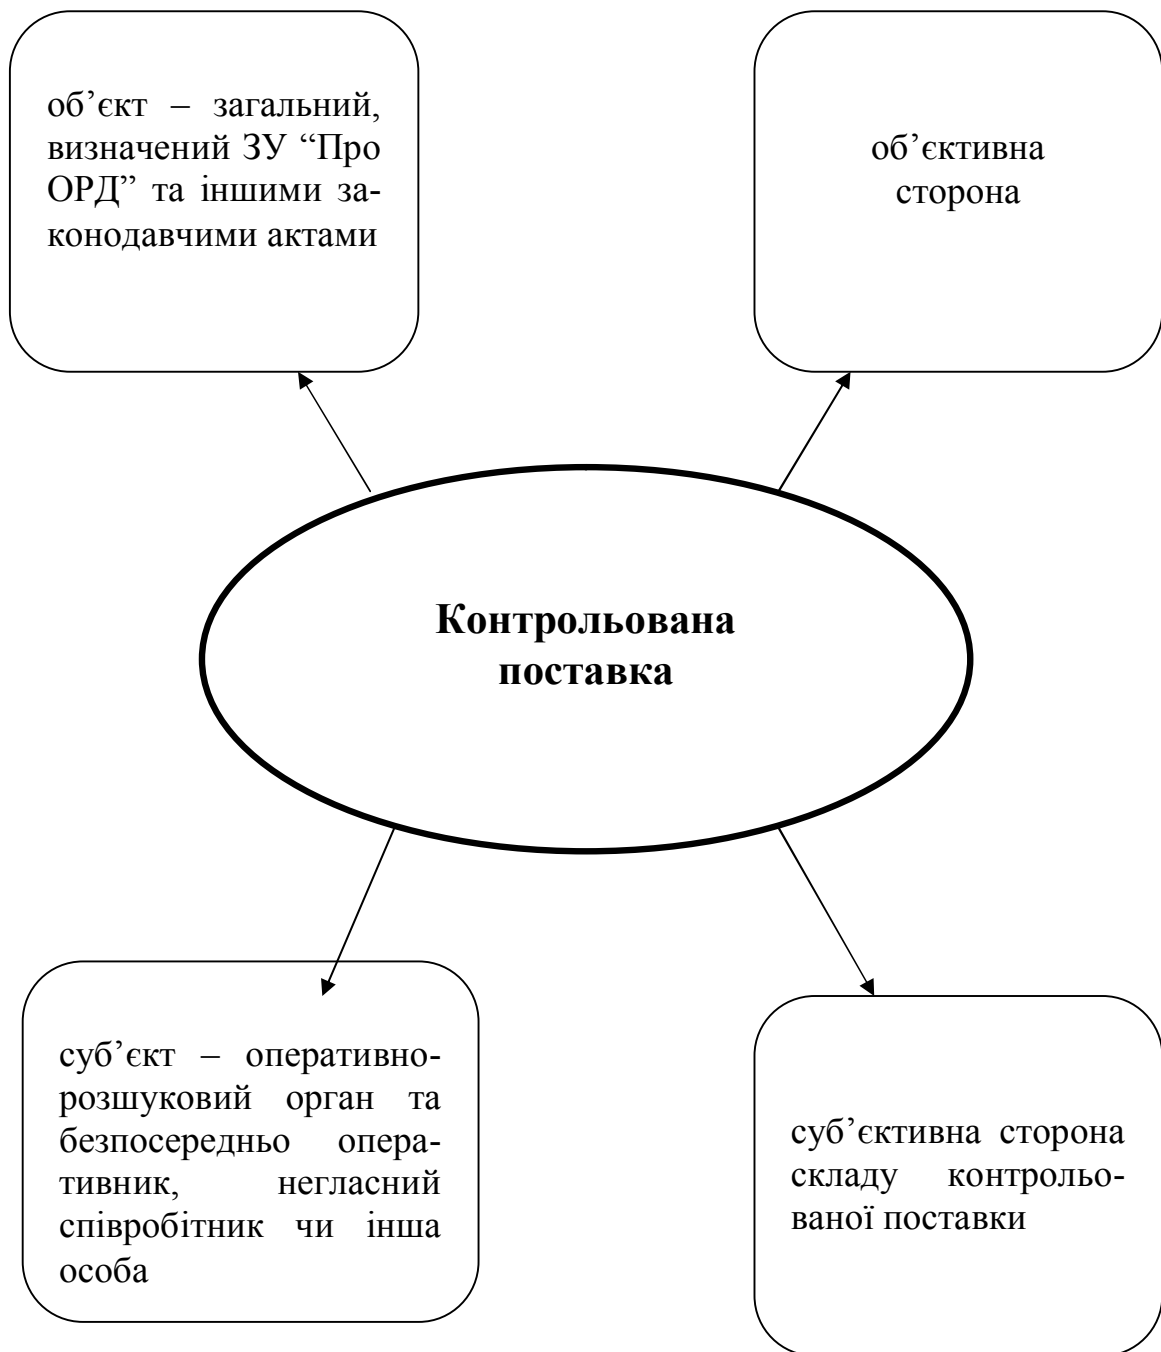 об’єкт – загальний,
визначений ЗУ “Про
ОРД” та іншими за-
конодавчими актами
об’єктивна
сторона
Контрольована
поставка
суб’єкт – оперативно-
розшуковий орган та
безпосередньо опера-
тивник, негласний
співробітник чи інша
особа
суб’єктивна сторона
складу контрольо-
ваної поставки